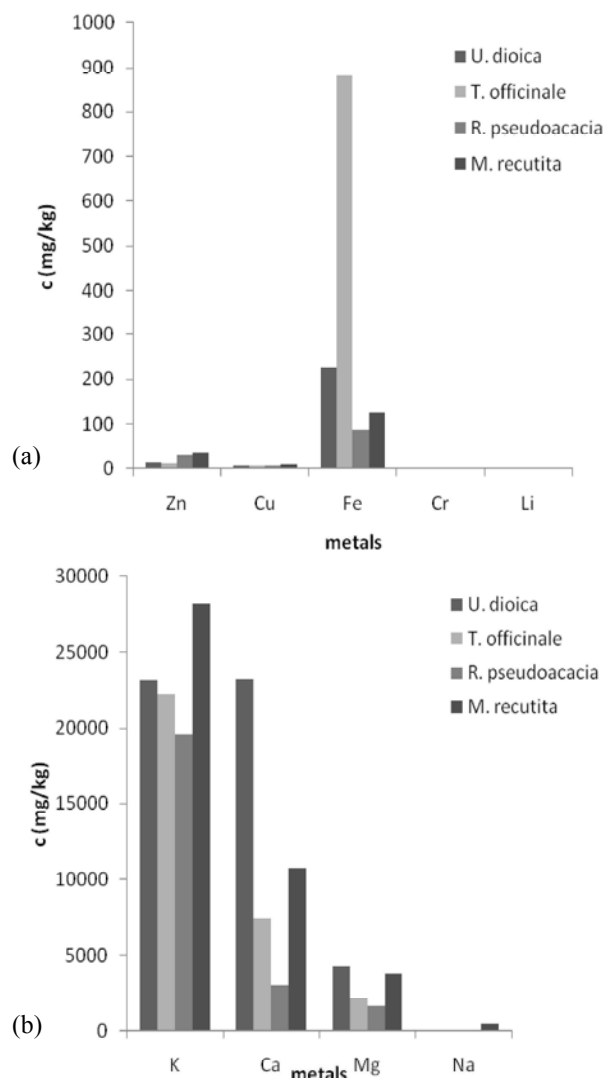 1000
900
800
700
600
500
400
300
200
100
0
c (mg/kg)
U. dioica
T. officinale
R. pseudoacacia
M. recutita
(a)
Zn Cu Fe Cr Li
metals
30000
25000
20000
15000
10000
5000
0
c (mg/kg)
U. dioica
T. officinale
R. pseudoacacia
M. recutita
(b)
K Ca Mg Na
metals